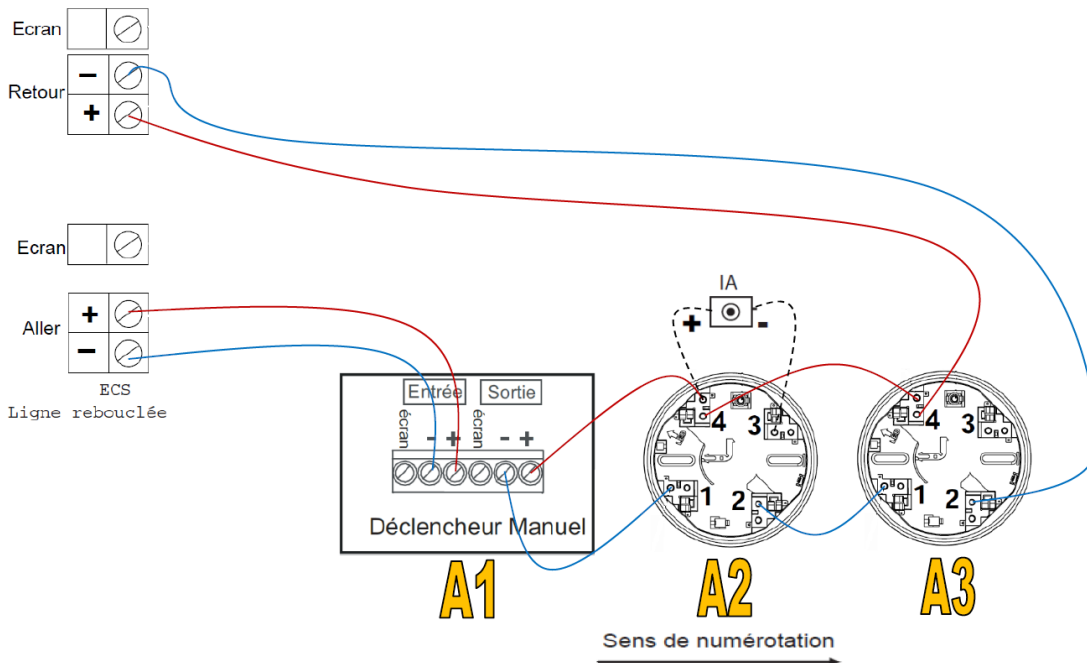 Ecran
−
Retour
+
Ecran
+
Aller
−
ECS
Ligne rebouclée
IA
+ -
Entrée Sortie
écran - + écran - +
Déclencheur Manuel
4 3
1 2
4 3
1 2
A1 A2 A3
Sens de numérotation